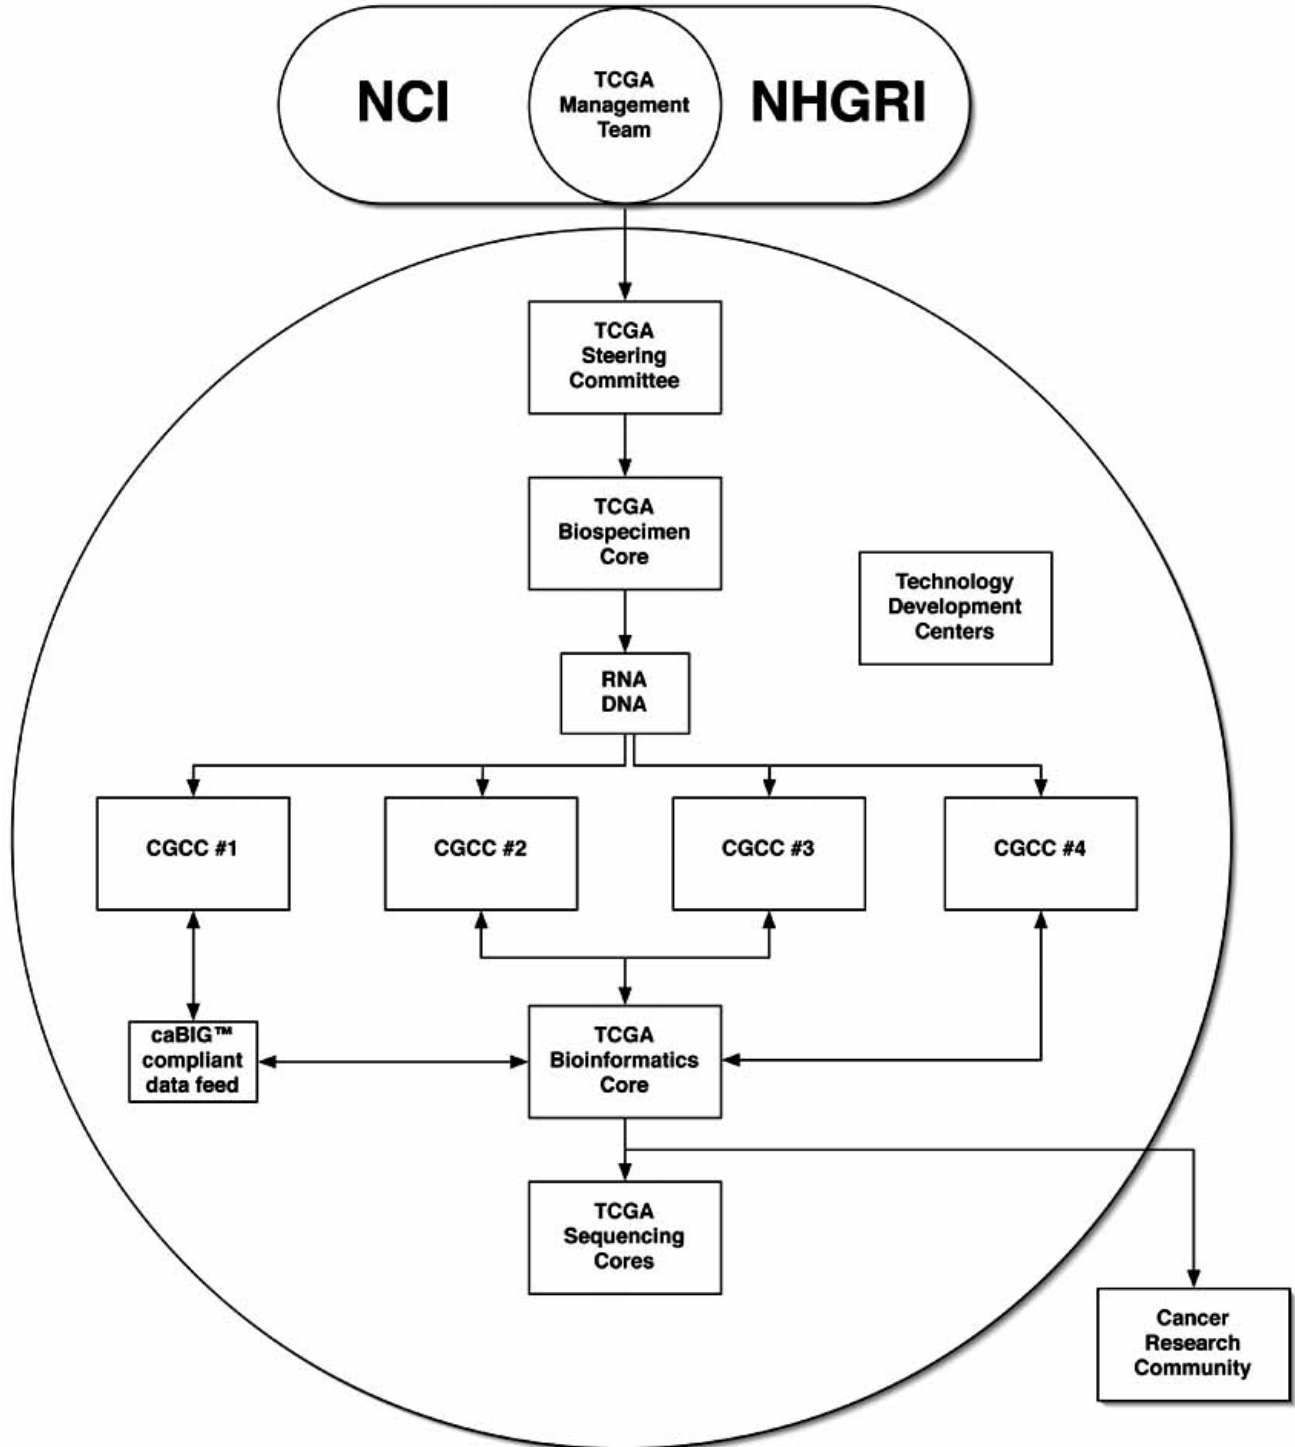 NCI
TCGA
Management
Team
NHGRI
TCGA
Steering
Committee
TCGA
Biospecimen
Core
Technology
Development
Centers
RNA
DNA
CGCC #1
CGCC #2
CGCC #3
CGCC #4
caBIG™
compliant
data feed
TCGA
Bioinformatics
Core
TCGA
Sequencing
Cores
Cancer
Research
Community